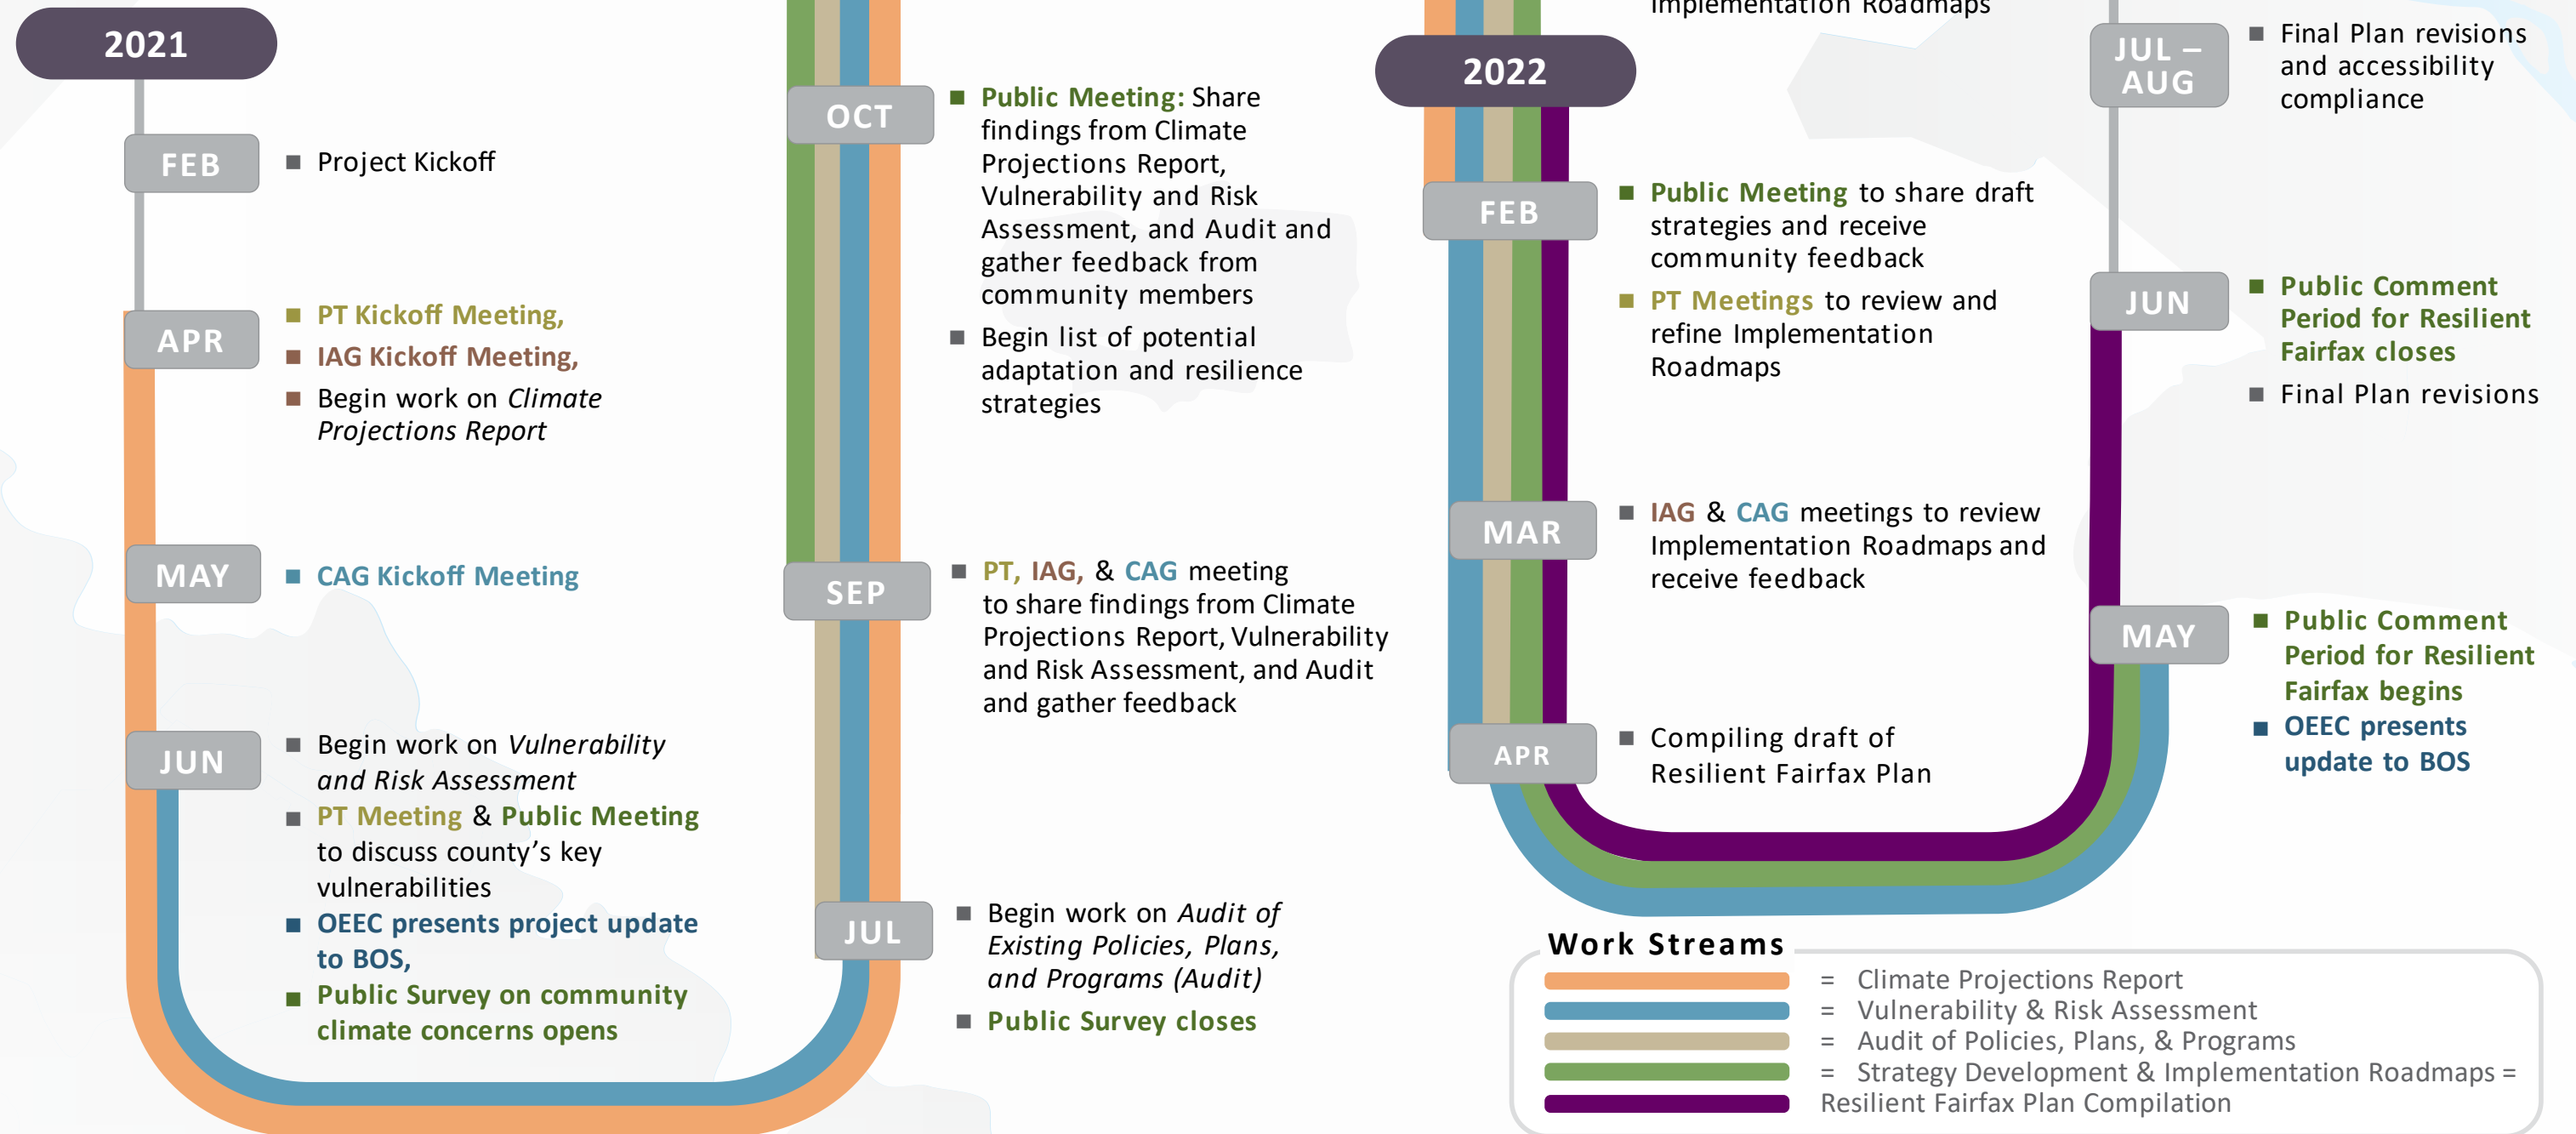 2021
FEB
■ Project Kickoff
APR
■ PT Kickoff Meeting,
■ IAG Kickoff Meeting,
■ Begin work on Climate
Projections Report
MAY
■ CAG Kickoff Meeting
JUN
■ Begin work on Vulnerability
and Risk Assessment
■ PT Meeting & Public Meeting
to discuss county’s key
vulnerabilities
■ OEEC presents project update
to BOS,
■ Public Survey on community
climate concerns opens
OCT
■ Public Meeting: Share
findings from Climate
Projections Report,
Vulnerability and Risk
Assessment, and Audit and
gather feedback from
community members
■ Begin list of potential
adaptation and resilience
strategies
SEP
■ PT, IAG, & CAG meeting
to share findings from Climate
Projections Report, Vulnerability
and Risk Assessment, and Audit
and gather feedback
JUL
■ Begin work on Audit of
Existing Policies, Plans,
and Programs (Audit)
■ Public Survey closes
Implementation Roadmaps
2022
FEB
■ Public Meeting to share draft
strategies and receive
community feedback
■ PT Meetings to review and
refine Implementation
Roadmaps
MAR
■ IAG & CAG meetings to review
Implementation Roadmaps and
receive feedback
APR
■ Compiling draft of
Resilient Fairfax Plan
JUL –
AUG
■ Final Plan revisions
and accessibility
compliance
JUN
■ Public Comment
Period for Resilient
Fairfax closes
■ Final Plan revisions
MAY
■ Public Comment
Period for Resilient
Fairfax begins
■ OEEC presents
update to BOS
Work Streams
= Climate Projections Report
= Vulnerability & Risk Assessment
= Audit of Policies, Plans, & Programs
= Strategy Development & Implementation Roadmaps =
Resilient Fairfax Plan Compilation